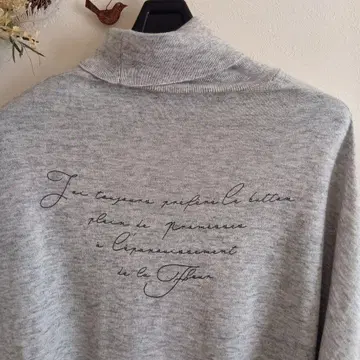 J'ai toujours préféré le bouton
plein de promesses
à l'épanouissement
de la Fleur